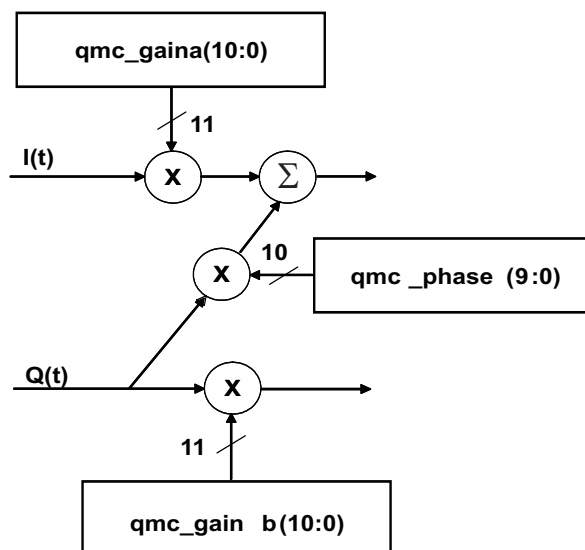 qmc_gaina(10:0)
11
I(t)
X
Σ
10
X
qmc _phase (9:0)
Q(t)
X
11
qmc_gain b(10:0)